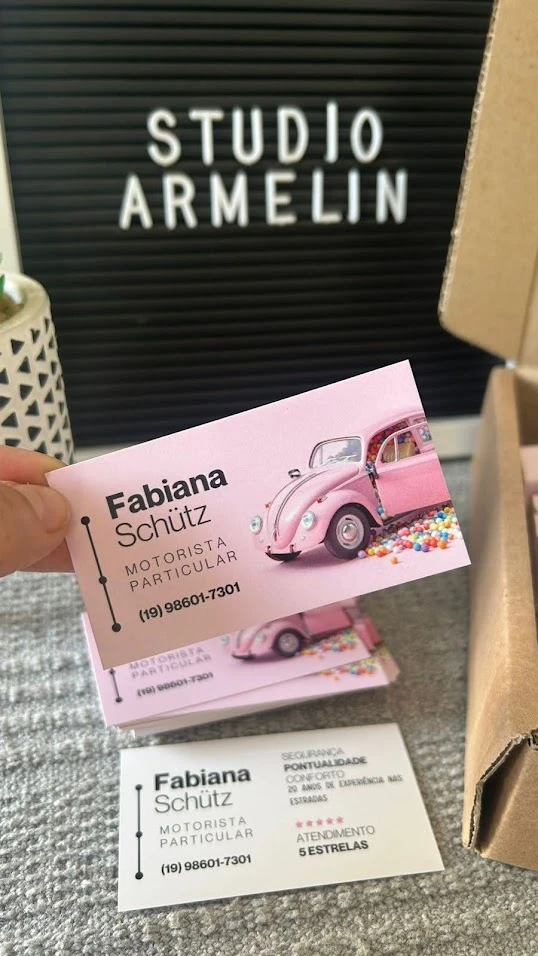 STUDIO
ARMELIN
Fabiana
Schütz
MOTORISTA
PARTICULAR
(19) 98601-7301
MOTORISTA
PARTICULAR
(19) 98601-7301
Fabiana
Schütz
MOTORISTA
PARTICULAR
(19) 98601-7301
SEGURANÇA
PONTUALIDADE
CONFORTO
20 ANOS DE EXPERIÊNCIA NAS
ESTRADAS
★★★★★
ATENDIMENTO
5 ESTRELAS